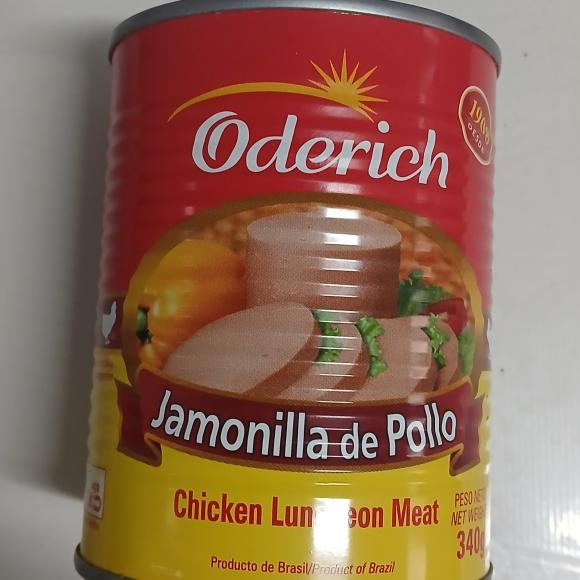 Oderich
1908
DESDE
Jamonilla de Pollo
Chicken Luncheon Meat
PESO NETO
NET WEIGHT
340g
Producto de Brasil/Product of Brazil